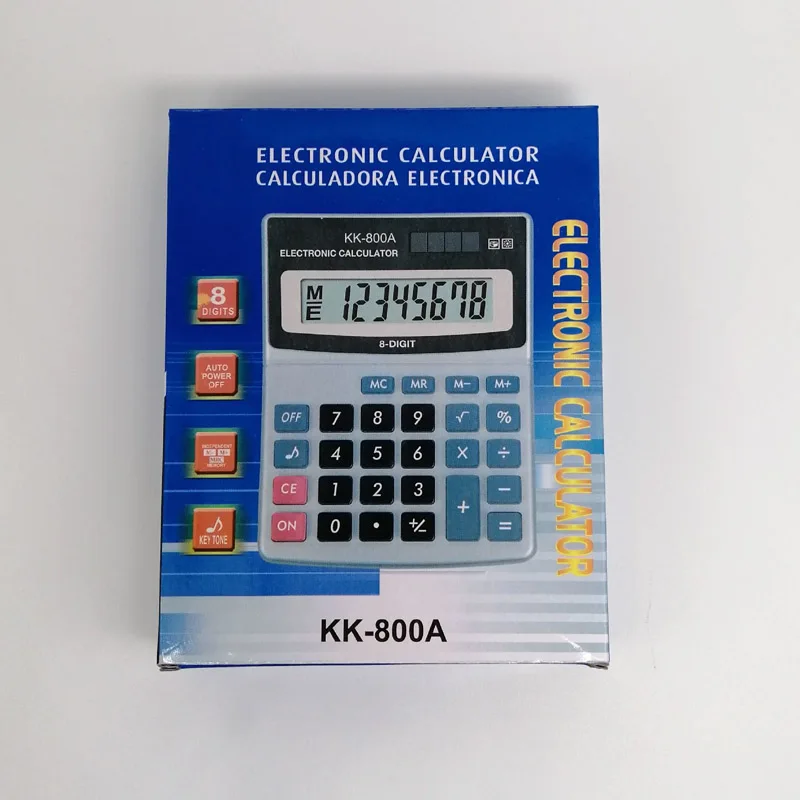 ELECTRONIC CALCULATOR
CALCULADORA ELECTRONICA
KK-800A
ELECTRONIC CALCULATOR
M
E
12345678
8-DIGIT
MC MR M− M+
OFF 7 8 9 √ %
♪ 4 5 6 X ÷
CE 1 2 3 + −
ON 0 • +/− =
8
DIGITS
AUTO
POWER
OFF
MEMORY
♪
KEY TONE
ELECTRONIC CALCULATOR
KK-800A